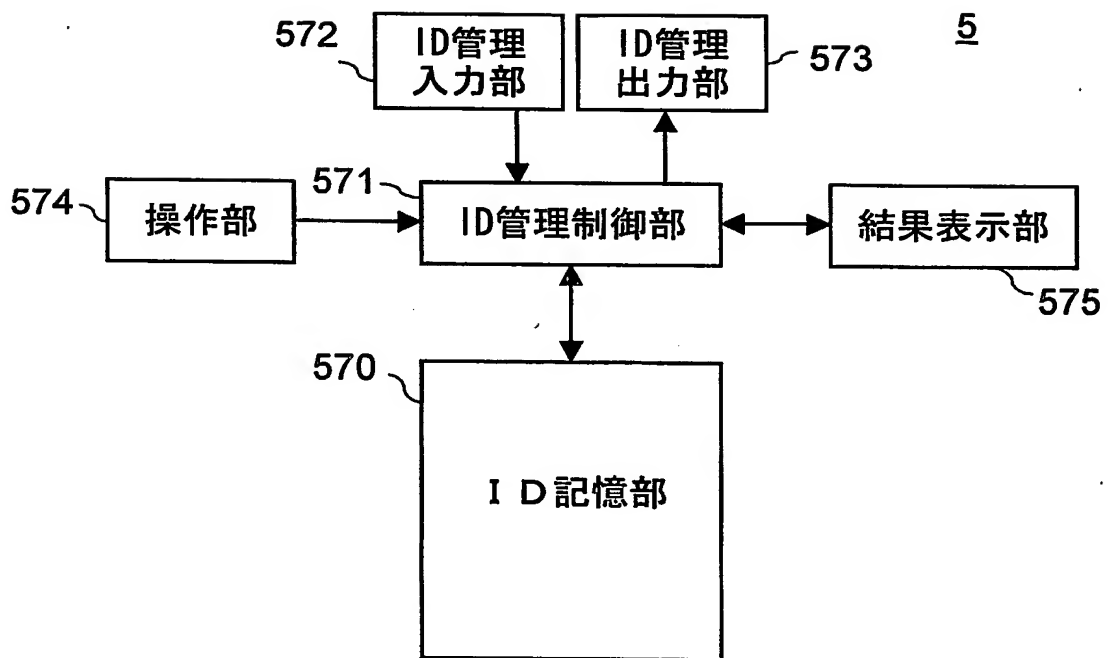 5
572
ID管理
入力部
ID管理
出力部
573
571
574
操作部
ID管理制御部
結果表示部
575
570
ID記憶部